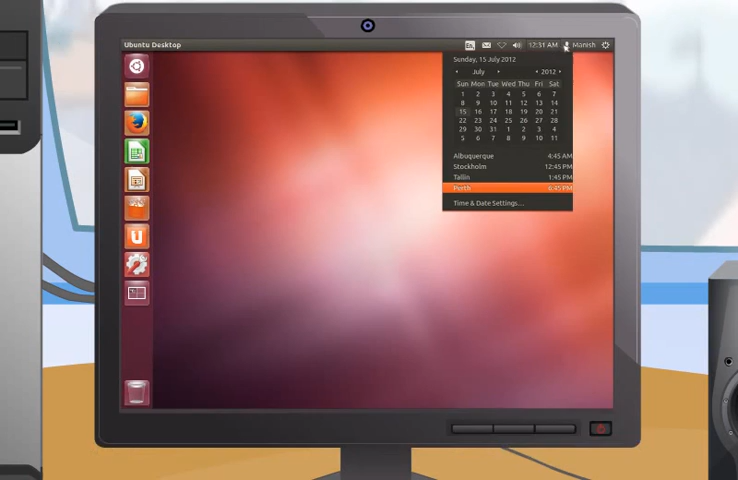 Ubuntu Desktop En 12:31 AM Manish
Sunday, 15 July 2012
July 2012
Sun Mon Tue Wed Thu Fri Sat
1 2 3 4 5 6 7
8 9 10 11 12 13 14
15 16 17 18 19 20 21
22 23 24 25 26 27 28
29 30 31 1 2 3 4
5 6 7 8 9 10 11
Albuquerque 4:45 AM
Stockholm 12:45 PM
Tallin 1:45 PM
Perth 6:45 PM
Time & Date Settings...